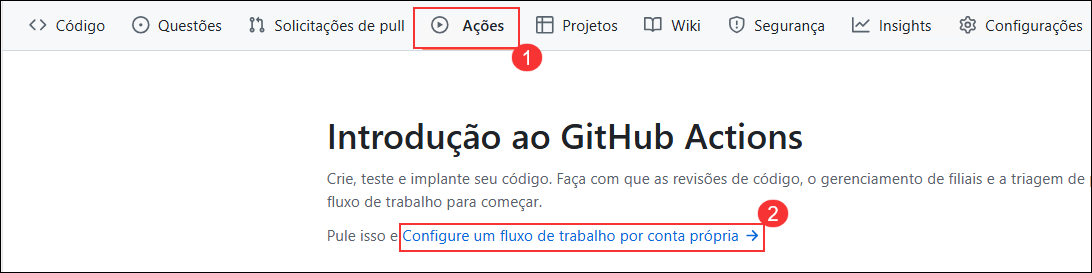 Código Questões Solicitações de pull Ações Projetos Wiki Segurança Insights Configurações
1
Introdução ao GitHub Actions
Crie, teste e implante seu código. Faça com que as revisões de código, o gerenciamento de filiais e a triagem de
fluxo de trabalho para começar.
2
Pule isso e Configure um fluxo de trabalho por conta própria →